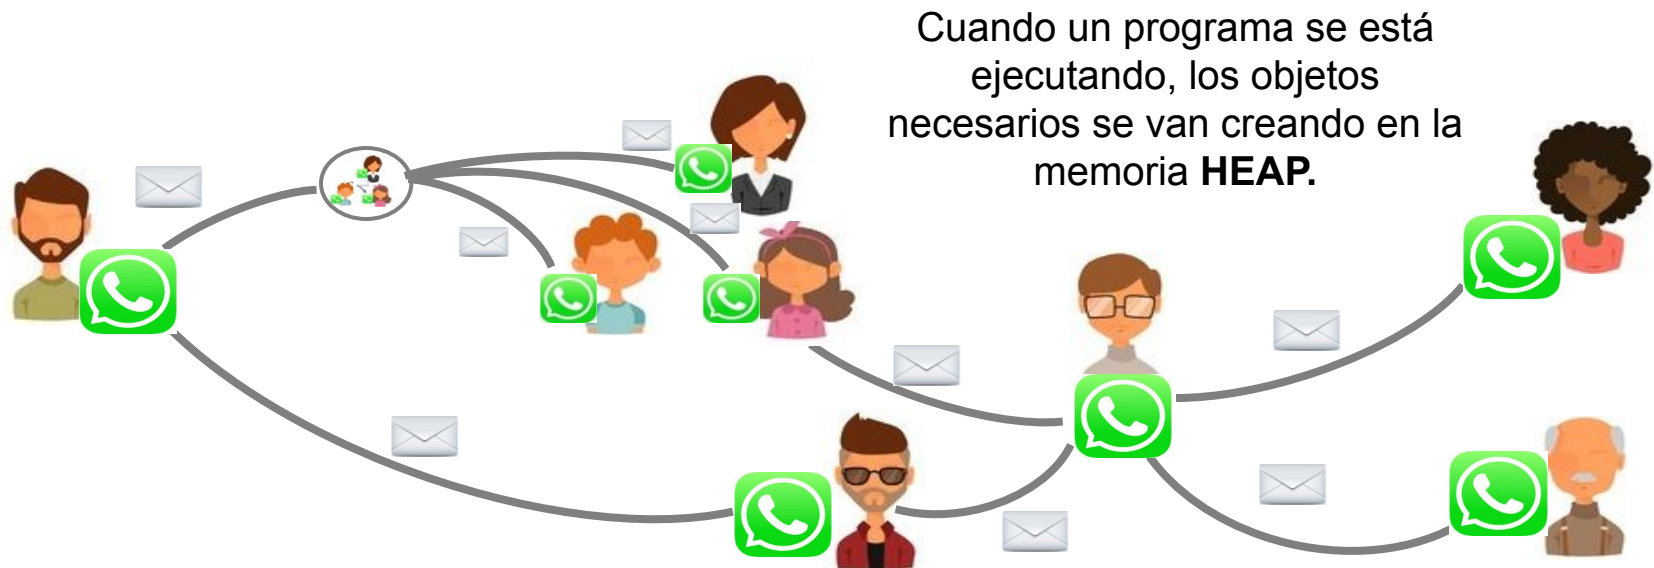 Cuando un programa se está
ejecutando, los objetos
necesarios se van creando en la
memoria HEAP.